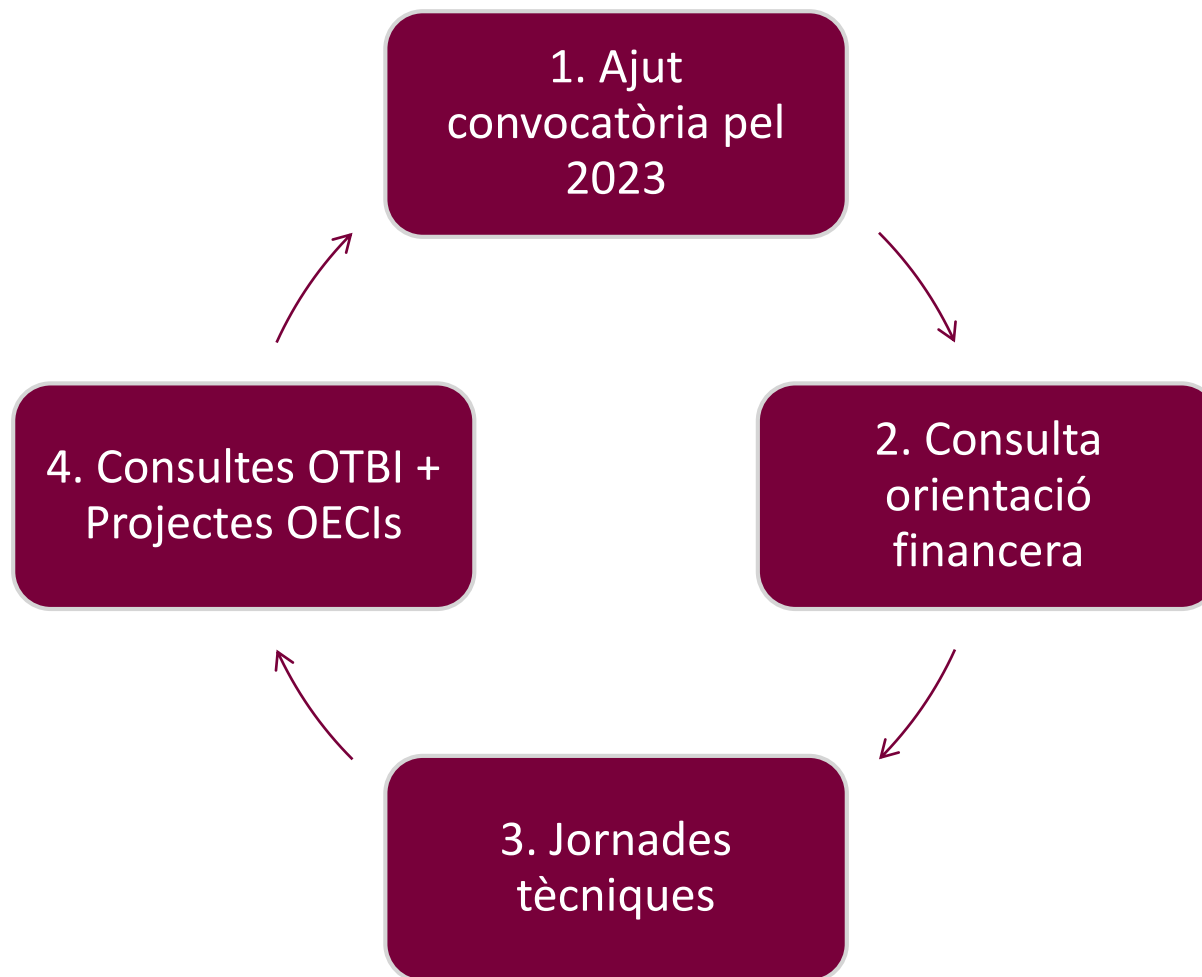 1. Ajut
convocatòria pel
2023
2. Consulta
orientació
financera
3. Jornades
tècniques
4. Consultes OTBI +
Projectes OECIs